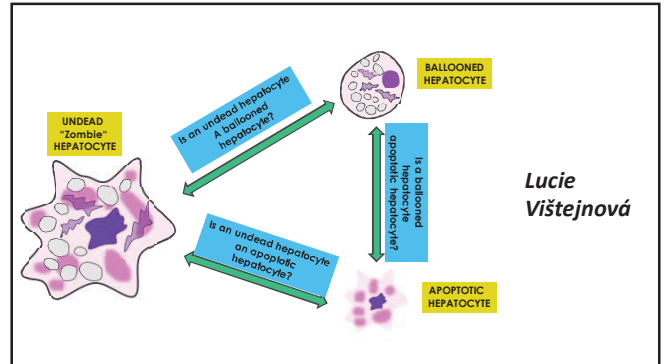 BALLOONED
HEPATOCYTE
UNDEAD
"Zombie"
HEPATOCYTE
Is an undead hepatocyte
A ballooned
hepatocyte?
Is a ballooned
hepatocyte
apoptotic hepatocyte?
Lucie
Vištejnová
Is an undead hepatocyte
an apoptotic
hepatocyte?
APOPTOTIC
HEPATOCYTE